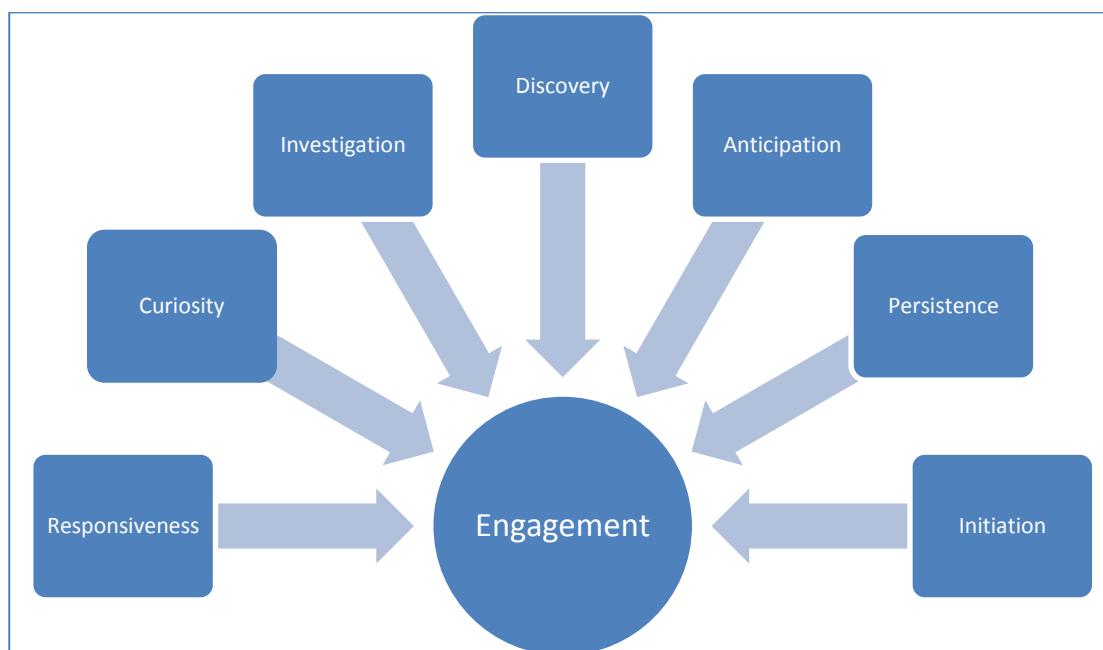 Discovery
Investigation
Anticipation
Curiosity
Persistence
Responsiveness
Engagement
Initiation